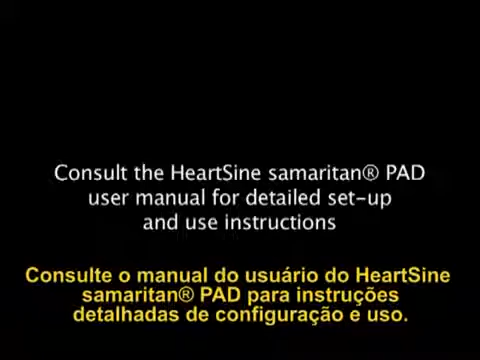 Consult the HeartSine samaritan® PAD
user manual for detailed set-up
and use instructions
Consulte o manual do usuário do HeartSine
samaritan® PAD para instruções
detalhadas de configuração e uso.